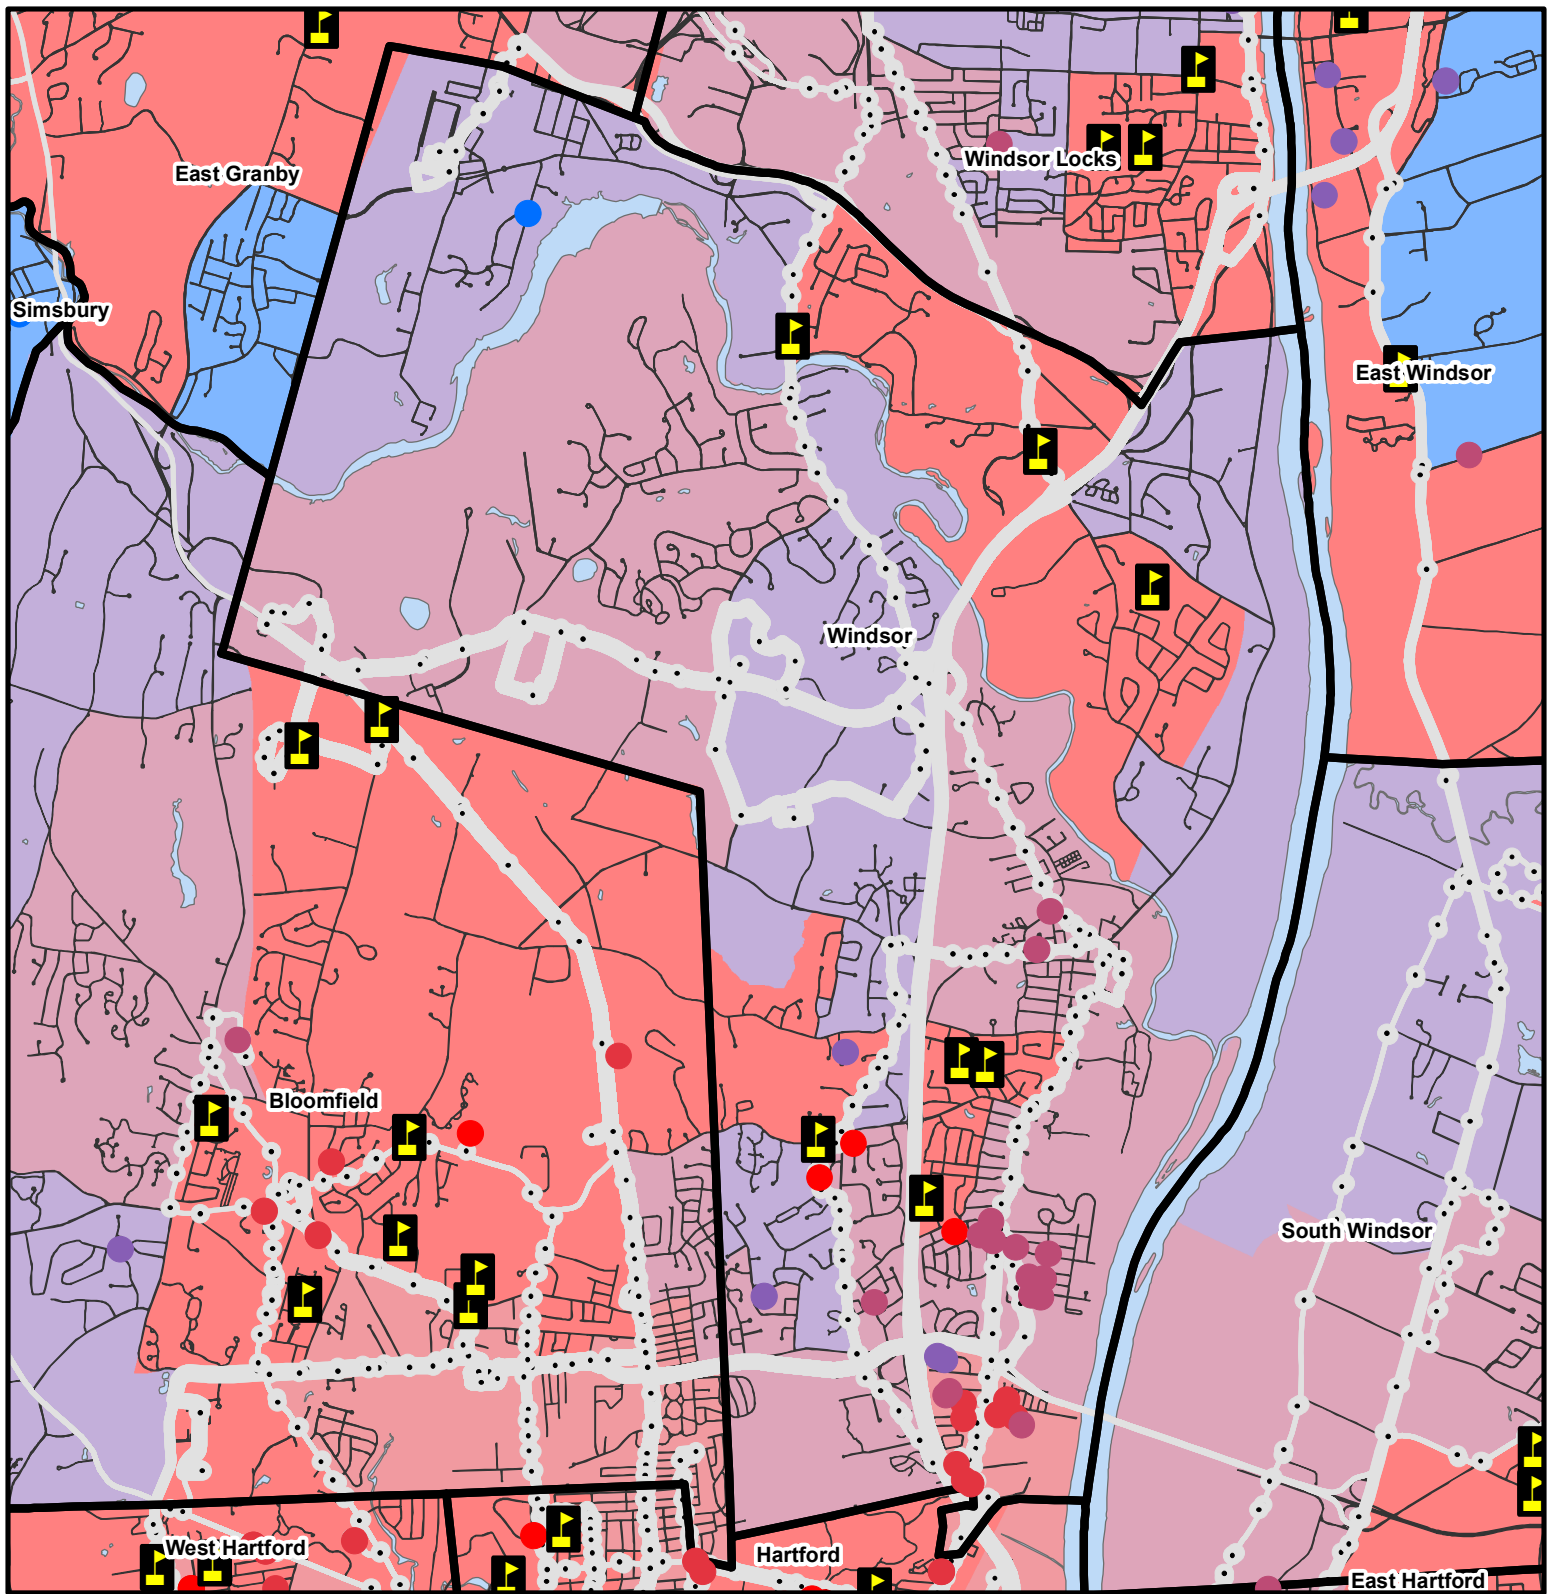 Windsor Locks
East Granby
Simsbury
East Windsor
Windsor
Bloomfield
South Windsor
West Hartford
Hartford
East Hartford